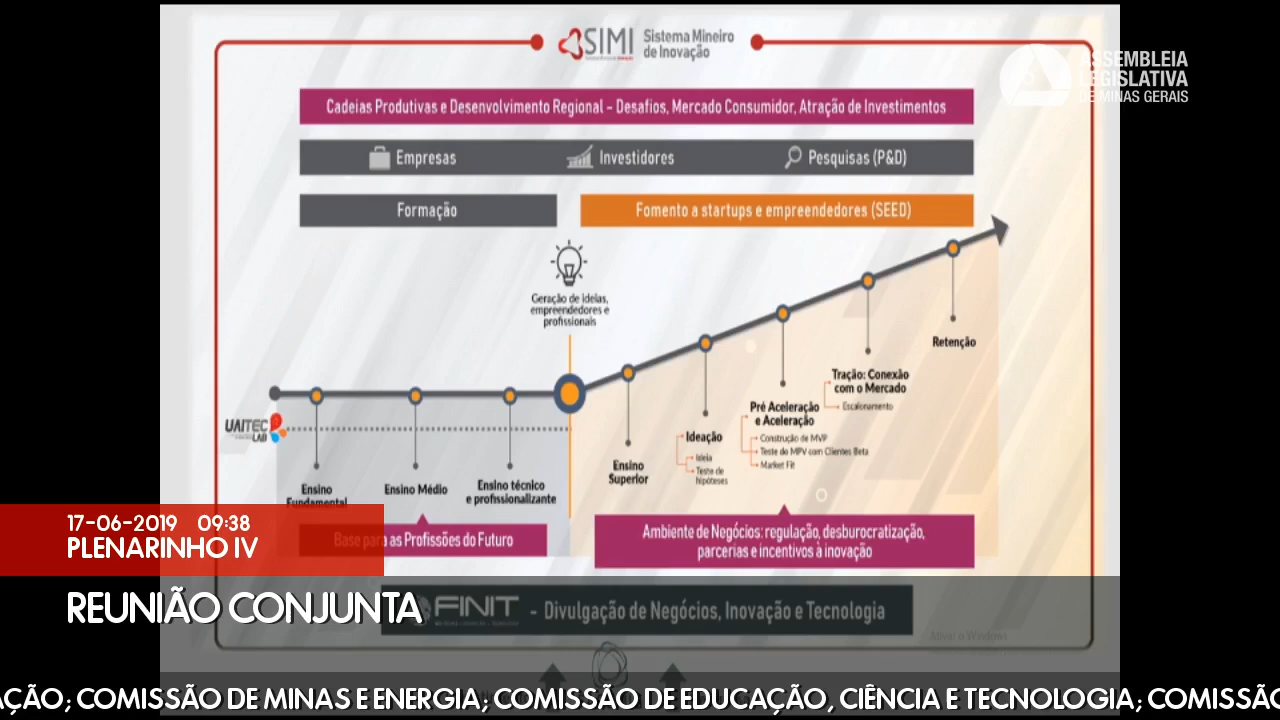 SIMI Sistema Mineiro
de Inovação
ASSEMBLEIA
LEGISLATIVA
DE MINAS GERAIS
Cadeias Produtivas e Desenvolvimento Regional – Desafios, Mercado Consumidor, Atração de Investimentos
Empresas Investidores Pesquisas (P&D)
Formação Fomento a startups e empreendedores (SEED)
Geração de ideias,
empreendedores e
profissionais
Retenção
Tração: Conexão
com o Mercado
Escalonamento
Pré Aceleração
e Aceleração
Construção de MVP
Teste do MPV com Clientes Beta
Market Fit
Ideação
Ideia
Teste de
hipóteses
Ensino
Superior
UAITEC
LAB
Ensino
Fundamental
Ensino Médio
Ensino técnico
e profissionalizante
Base para as Profissões do Futuro
Ambiente de Negócios: regulação, desburocratização,
parcerias e incentivos à inovação
17-06-2019 09:38
PLENARINHO IV
REUNIÃO CONJUNTA
FINIT – Divulgação de Negócios, Inovação e Tecnologia
Ativar o Windows
AÇÃO; COMISSÃO DE MINAS E ENERGIA; COMISSÃO DE EDUCAÇÃO, CIÊNCIA E TECNOLOGIA; COMISSÃO